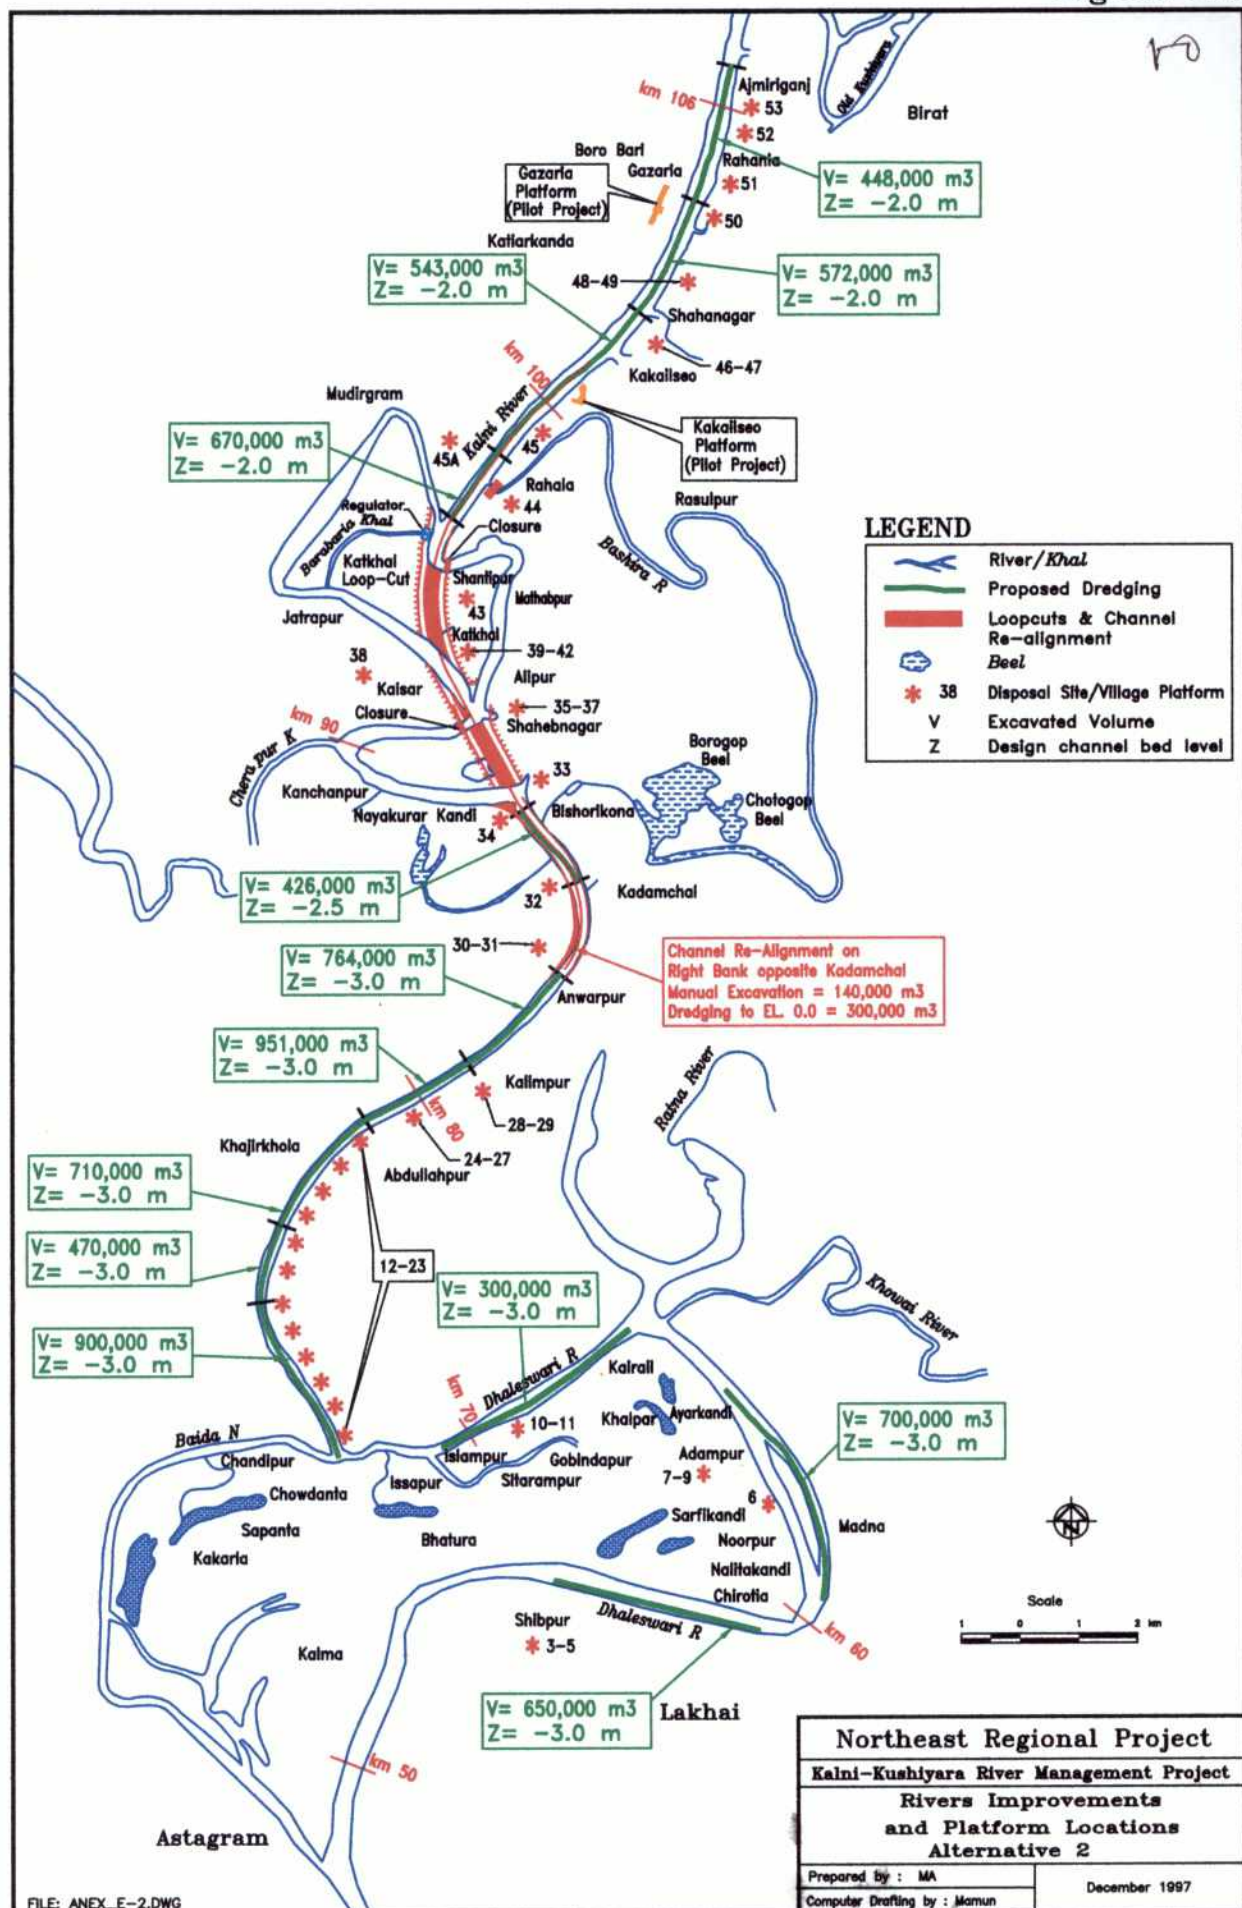 Ajmiriganj
km 106
53
52
Old Kushiyara
Birat
Boro Bari
Gazaria
Rahania
51
50
Gazaria
Platform
(Pilot Project)
V= 448,000 m3
Z= -2.0 m
Katiarkanda
V= 543,000 m3
Z= -2.0 m
48-49
V= 572,000 m3
Z= -2.0 m
Shahanagar
46-47
Kakailseo
km 100
Mudirgram
Kalni River
Kakailseo
Platform
(Pilot Project)
V= 670,000 m3
Z= -2.0 m
45A
45
Rahala
44
Rasulpur
Regulator
Closure
Barabaria Khal
Katkhal
Loop-Cut
Bashira R
Shantipur
Mathabpur
43
Jatrapur
Katkhal
39-42
38
Kaisar
Alipur
35-37
Closure
Shahebnagar
km 90
LEGEND
River/Khal
Proposed Dredging
Loopcuts & Channel
Re-alignment
Beel
38 Disposal Site/Village Platform
V Excavated Volume
Z Design channel bed level
Cherapur K
33
Borogop
Beel
Kanchanpur
Bishorikona
Chotogop
Beel
Nayakurar Kandi
34
V= 426,000 m3
Z= -2.5 m
32
Kadamchal
30-31
V= 764,000 m3
Z= -3.0 m
Anwarpur
Channel Re-Alignment on
Right Bank opposite Kadamchal
Manual Excavation = 140,000 m3
Dredging to EL. 0.0 = 300,000 m3
V= 951,000 m3
Z= -3.0 m
Kalimpur
km 80
28-29
Ratna River
Khajirkhola
24-27
Abdullahpur
V= 710,000 m3
Z= -3.0 m
V= 470,000 m3
Z= -3.0 m
12-23
V= 300,000 m3
Z= -3.0 m
Khowai River
V= 900,000 m3
Z= -3.0 m
Dhaleswari R
Kairail
km 70
10-11
Khalpar
Ayarkandi
V= 700,000 m3
Z= -3.0 m
Baida N
Chandipur
Islampur
Gobindapur
Adampur
Issapur
Sitarampur
7-9
Chowdanta
6
Sapanta
Sarfikandi
Madna
Bhatura
Noorpur
Kakaria
Nalitakandi
Chirotia
Scale
1 0 1 2 km
Shibpur
Dhaleswari R
3-5
km 60
Kalma
V= 650,000 m3
Z= -3.0 m
Lakhai
km 50
Astagram
Northeast Regional Project
Kalni-Kushiyara River Management Project
Rivers Improvements
and Platform Locations
Alternative 2
Prepared by : MA
Computer Drafting by : Mamun
December 1997
FILE: ANEX_E-2.DWG